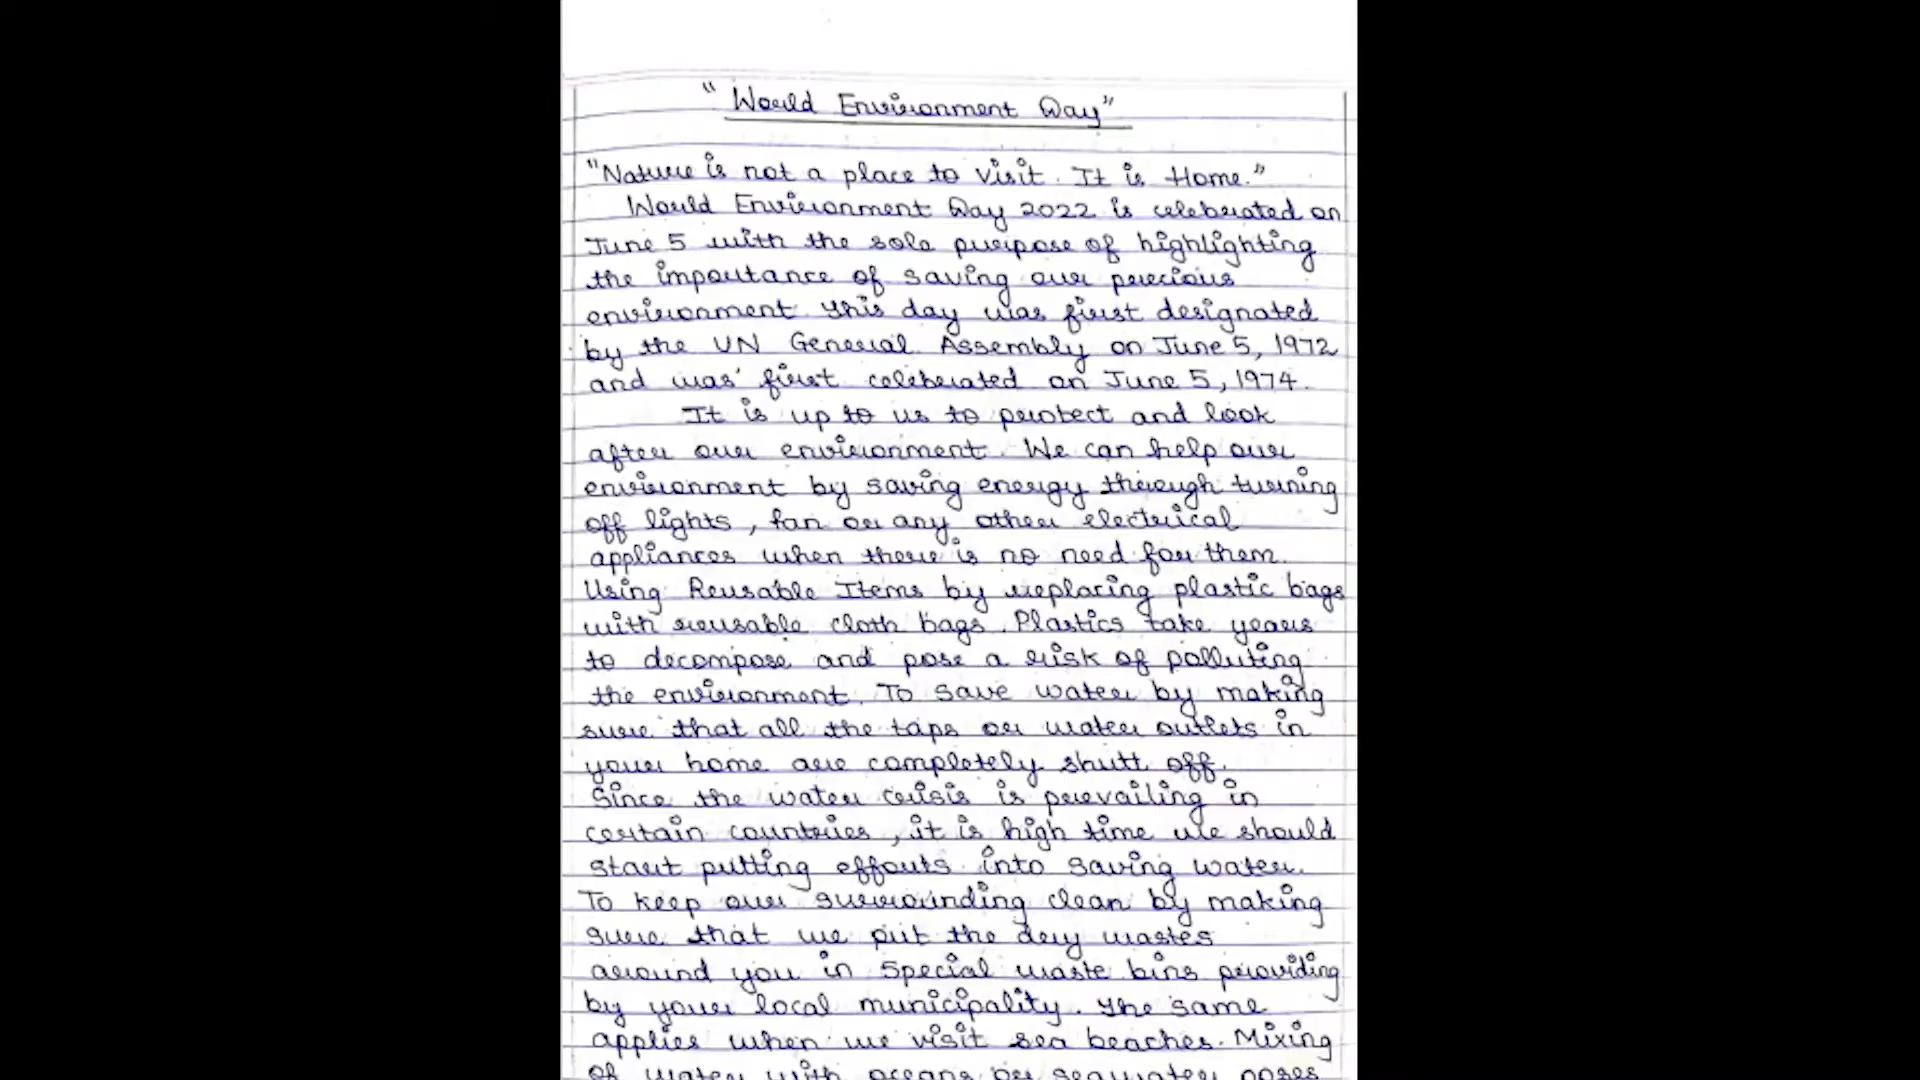 "World Environment Day"
"Nature is not a place to visit. It is Home."
World Environment Day 2022 is celebrated on
June 5 with the sole purpose of highlighting
the importance of saving our precious
environment. This day was first designated
by the UN General Assembly on June 5, 1972
and was first celebrated on June 5, 1974.
It is up to us to protect and look
after our environment. We can help our
environment by saving energy through turning
off lights, fan or any other electrical
appliances when there is no need for them.
Using Reusable Items by replacing plastic bags
with reusable cloth bags. Plastics take years
to decompose and pose a risk of polluting
the environment. To save water by making
sure that all the taps or water outlets in
your home are completely shutt off.
Since the water crisis is prevailing in
certain countries, it is high time we should
start putting efforts into saving water.
To keep our surrounding clean by making
sure that we put the dry wastes
around you in special waste bins providing
by your local municipality. The same
applies when we visit sea beaches. Mixing
of water with oceans or seawater poses